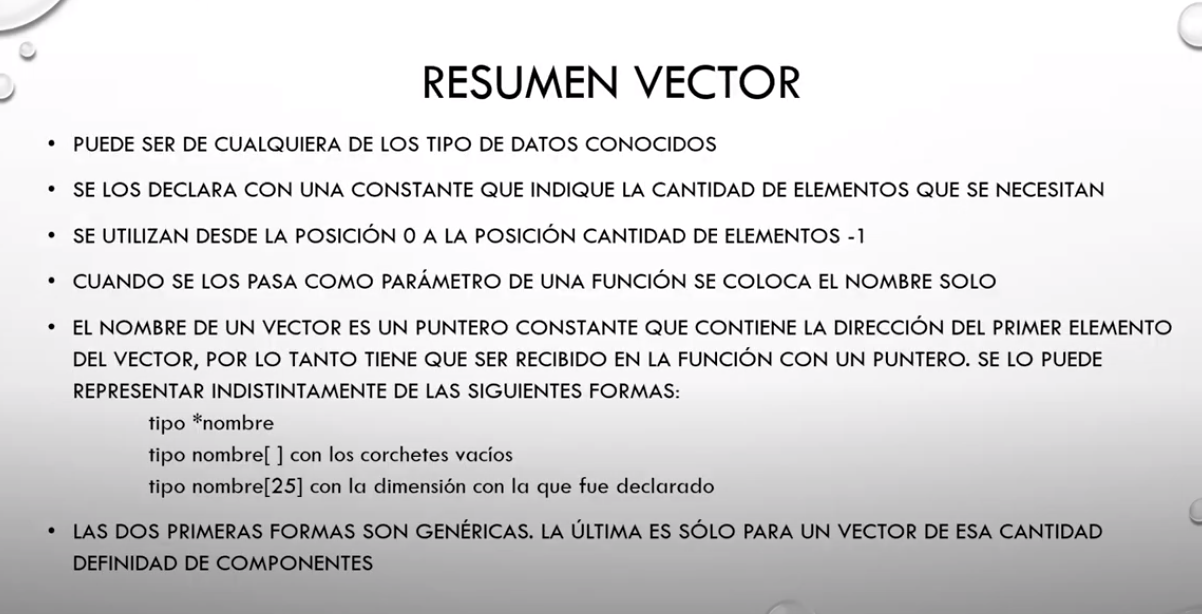 RESUMEN VECTOR
• PUEDE SER DE CUALQUIERA DE LOS TIPO DE DATOS CONOCIDOS
• SE LOS DECLARA CON UNA CONSTANTE QUE INDIQUE LA CANTIDAD DE ELEMENTOS QUE SE NECESITAN
• SE UTILIZAN DESDE LA POSICIÓN 0 A LA POSICIÓN CANTIDAD DE ELEMENTOS -1
• CUANDO SE LOS PASA COMO PARÁMETRO DE UNA FUNCIÓN SE COLOCA EL NOMBRE SOLO
• EL NOMBRE DE UN VECTOR ES UN PUNTERO CONSTANTE QUE CONTIENE LA DIRECCIÓN DEL PRIMER ELEMENTO
DEL VECTOR, POR LO TANTO TIENE QUE SER RECIBIDO EN LA FUNCIÓN CON UN PUNTERO. SE LO PUEDE
REPRESENTAR INDISTINTAMENTE DE LAS SIGUIENTES FORMAS:
tipo *nombre
tipo nombre[ ] con los corchetes vacíos
tipo nombre[25] con la dimensión con la que fue declarado
• LAS DOS PRIMERAS FORMAS SON GENÉRICAS. LA ÚLTIMA ES SÓLO PARA UN VECTOR DE ESA CANTIDAD
DEFINIDAD DE COMPONENTES